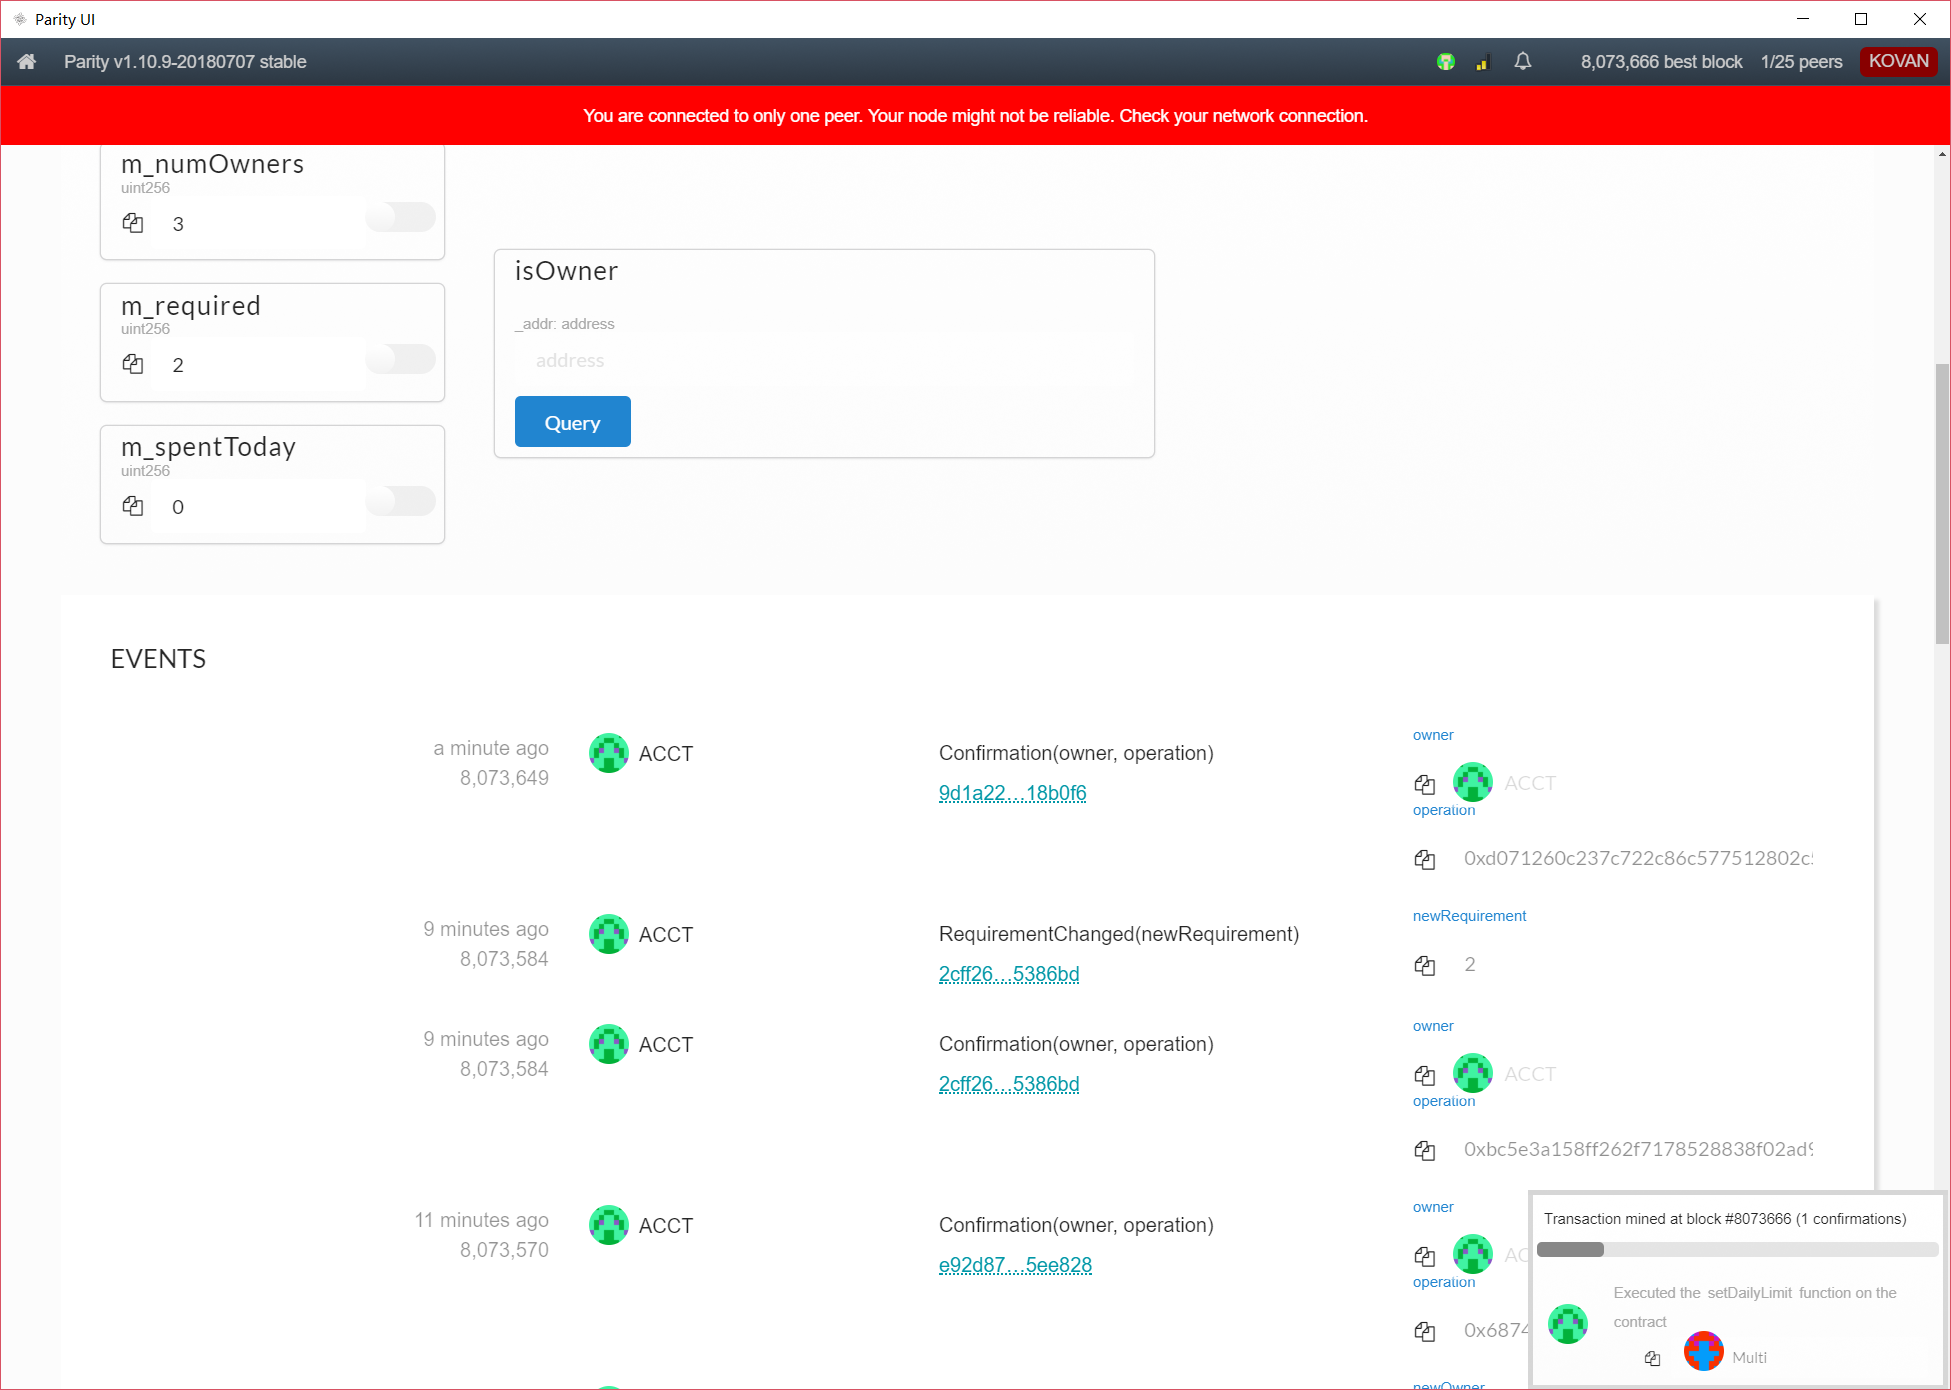 Parity UI
Parity v1.10.9-20180707 stable
8,073,666 best block
1/25 peers
KOVAN
You are connected to only one peer. Your node might not be reliable. Check your network connection.
m_numOwners
uint256
3
m_required
uint256
2
m_spentToday
uint256
0
isOwner
_addr: address
address
Query
EVENTS
a minute ago
8,073,649
ACCT
Confirmation(owner, operation)
9d1a22…18b0f6
owner
ACCT
operation
0xd071260c237c722c86c577512802c5
9 minutes ago
8,073,584
ACCT
RequirementChanged(newRequirement)
2cff26…5386bd
newRequirement
2
9 minutes ago
8,073,584
ACCT
Confirmation(owner, operation)
2cff26…5386bd
owner
ACCT
operation
0xbc5e3a158ff262f7178528838f02ad9
11 minutes ago
8,073,570
ACCT
Confirmation(owner, operation)
e92d87…5ee828
owner
AC
operation
0x6874
newOwner
Transaction mined at block #8073666 (1 confirmations)
Executed the setDailyLimit function on the
contract
Multi